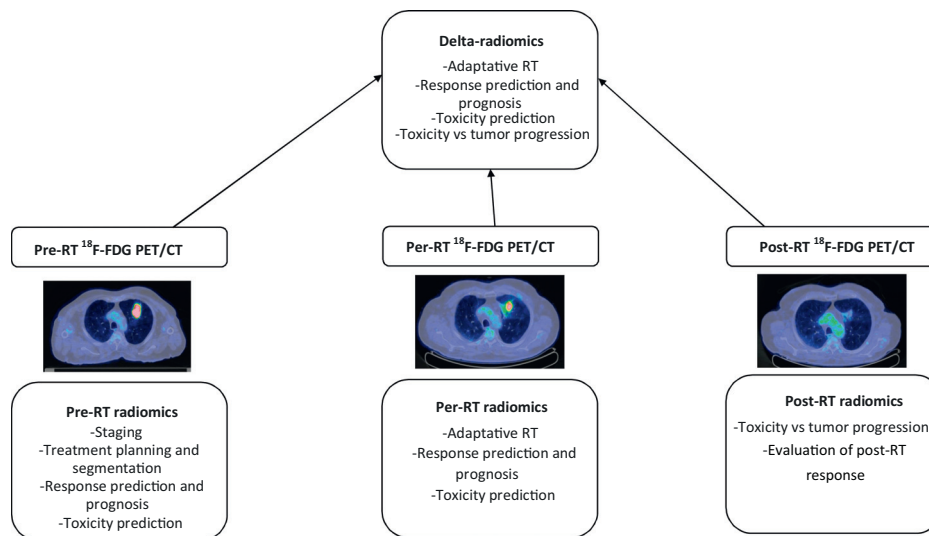 Delta-radiomics
-Adaptative RT
-Response prediction and
prognosis
-Toxicity prediction
-Toxicity vs tumor progression
Pre-RT ¹⁸F-FDG PET/CT
Per-RT ¹⁸F-FDG PET/CT
Post-RT ¹⁸F-FDG PET/CT
Pre-RT radiomics
-Staging
-Treatment planning and
segmentation
-Response prediction and
prognosis
-Toxicity prediction
Per-RT radiomics
-Adaptative RT
-Response prediction and
prognosis
-Toxicity prediction
Post-RT radiomics
-Toxicity vs tumor progression
-Evaluation of post-RT
response